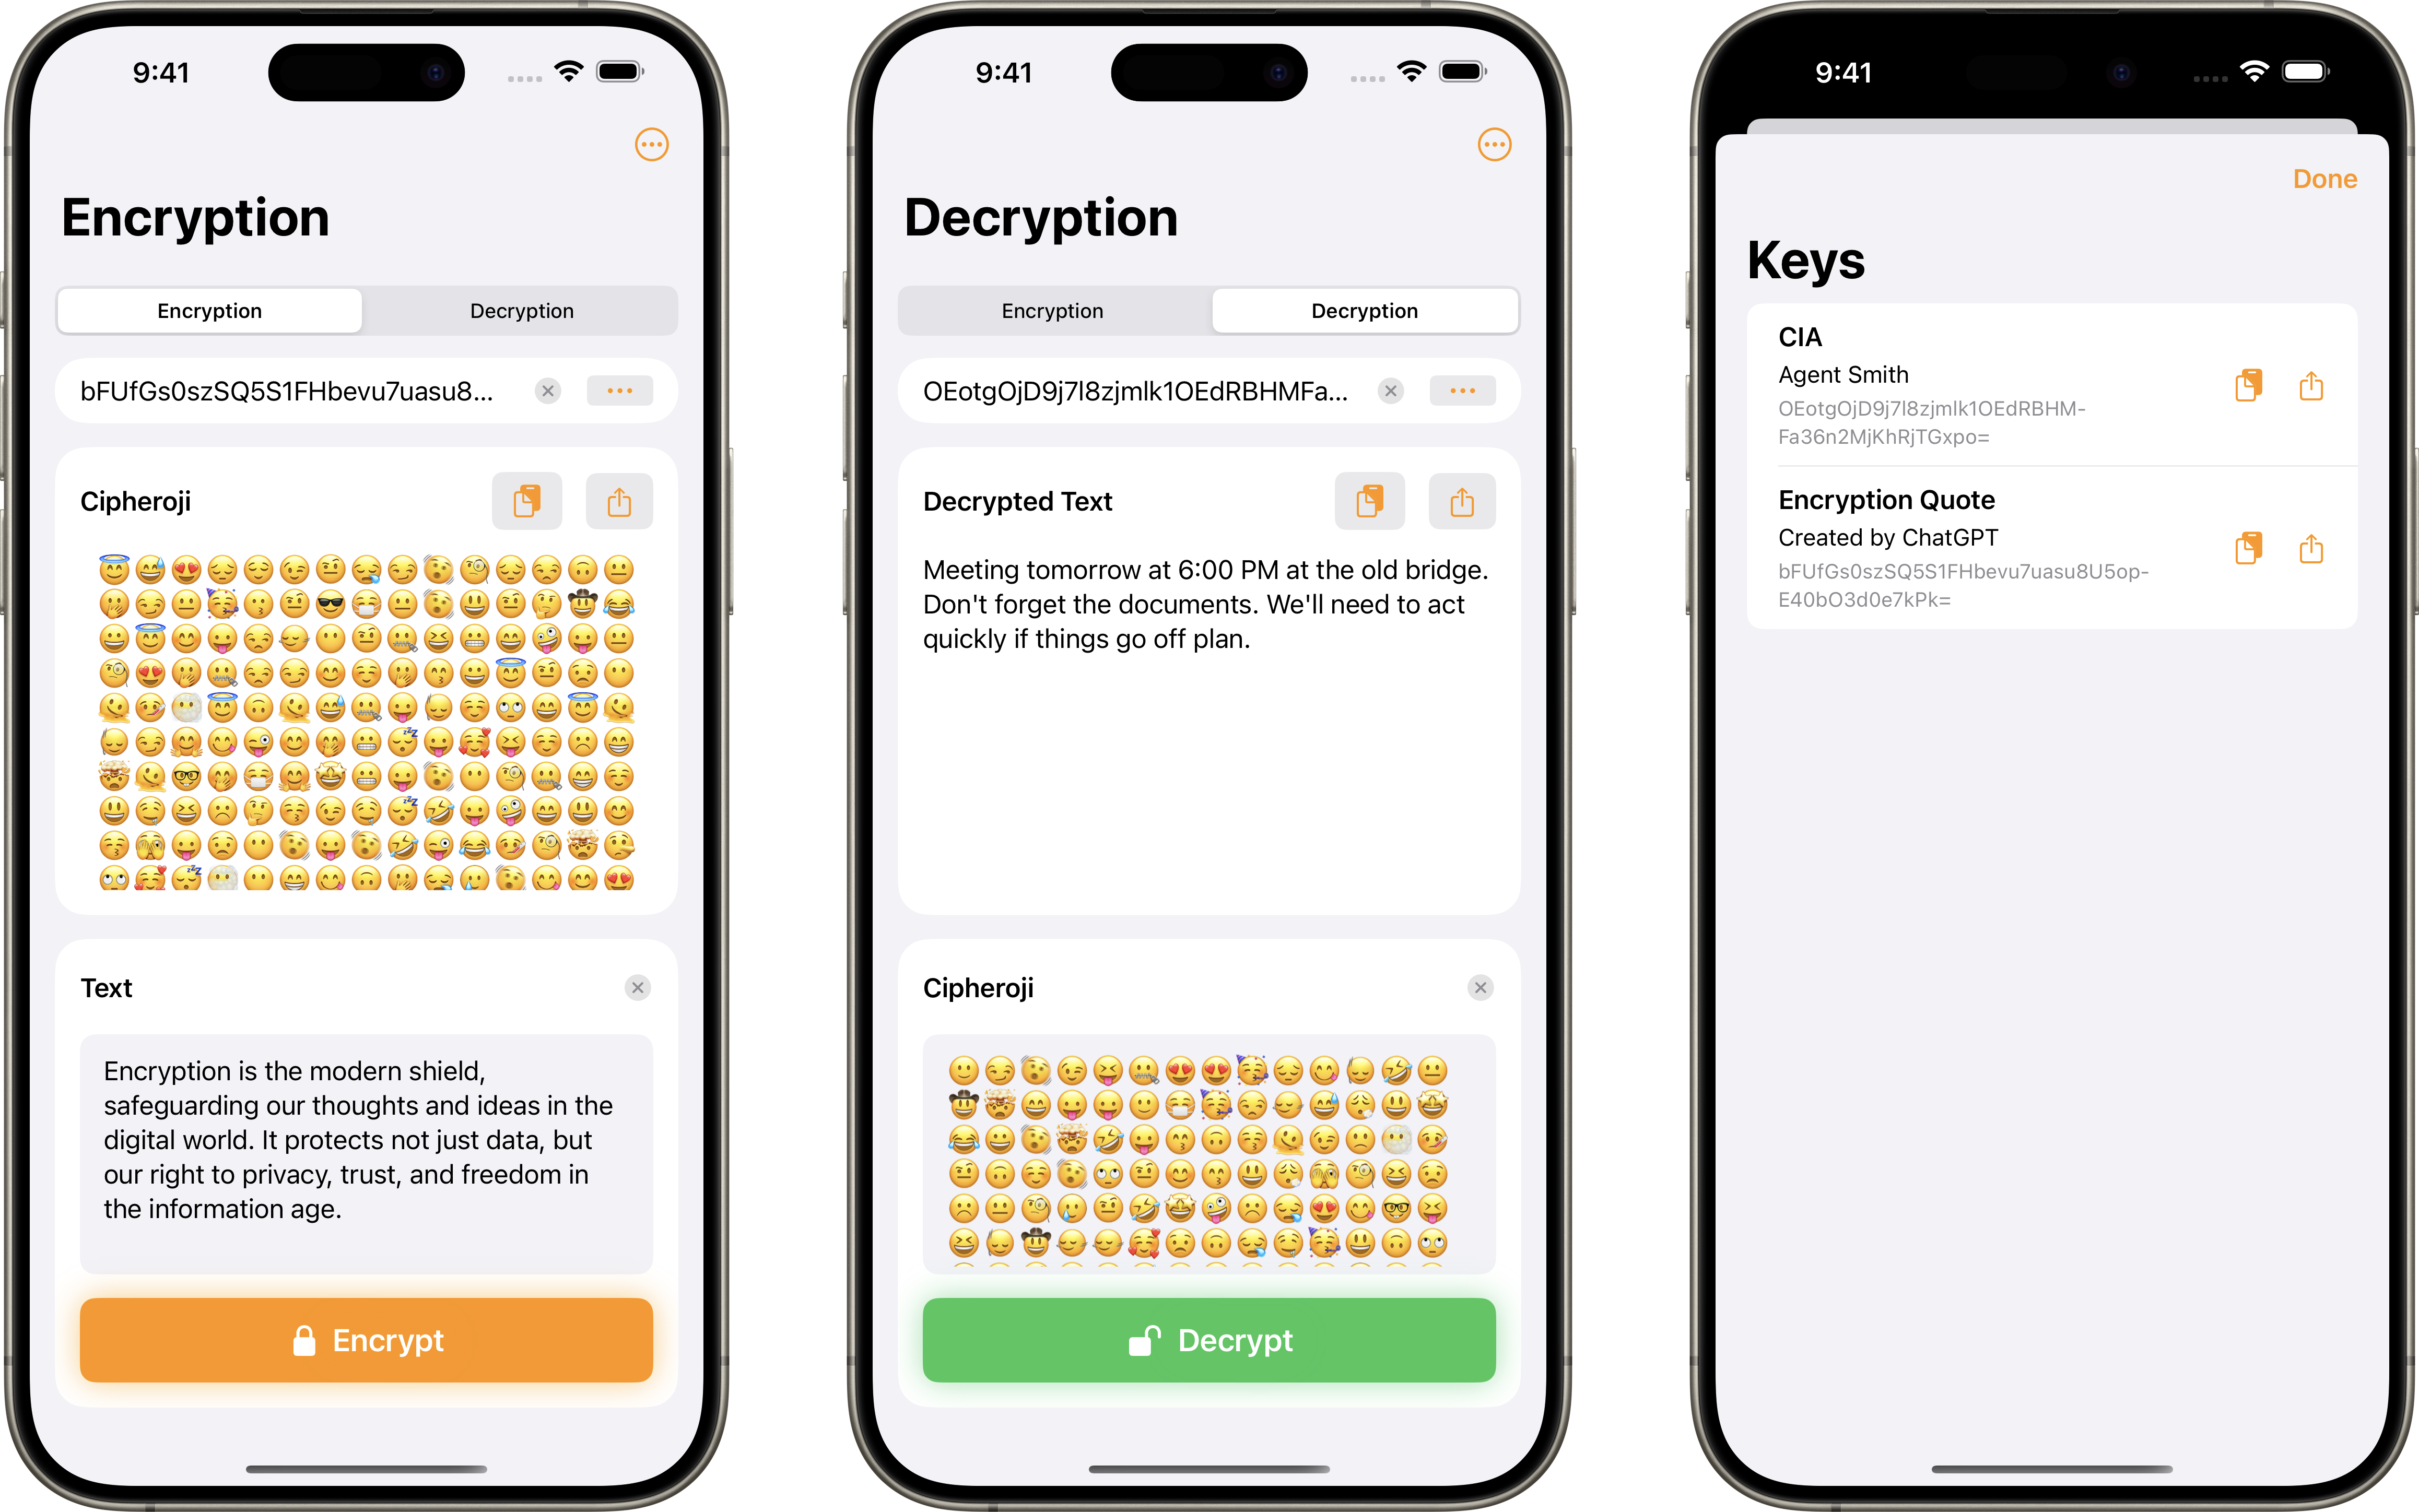 9:41
Encryption
Encryption
Decryption
bFUfGs0szSQ5S1FHbevu7uasu8...
Cipheroji
Text
Encryption is the modern shield,
safeguarding our thoughts and ideas in the
digital world. It protects not just data, but
our right to privacy, trust, and freedom in
the information age.
Encrypt
9:41
Decryption
Encryption
Decryption
OEotgOjD9j7l8zjmlk1OEdRBHMFa...
Decrypted Text
Meeting tomorrow at 6:00 PM at the old bridge.
Don't forget the documents. We'll need to act
quickly if things go off plan.
Cipheroji
Decrypt
9:41
Done
Keys
CIA
Agent Smith
OEotgOjD9j7l8zjmlk1OEdRBHM-
Fa36n2MjKhRjTGxpo=
Encryption Quote
Created by ChatGPT
bFUfGs0szSQ5S1FHbevu7uasu8U5op-
E40bO3d0e7kPk=